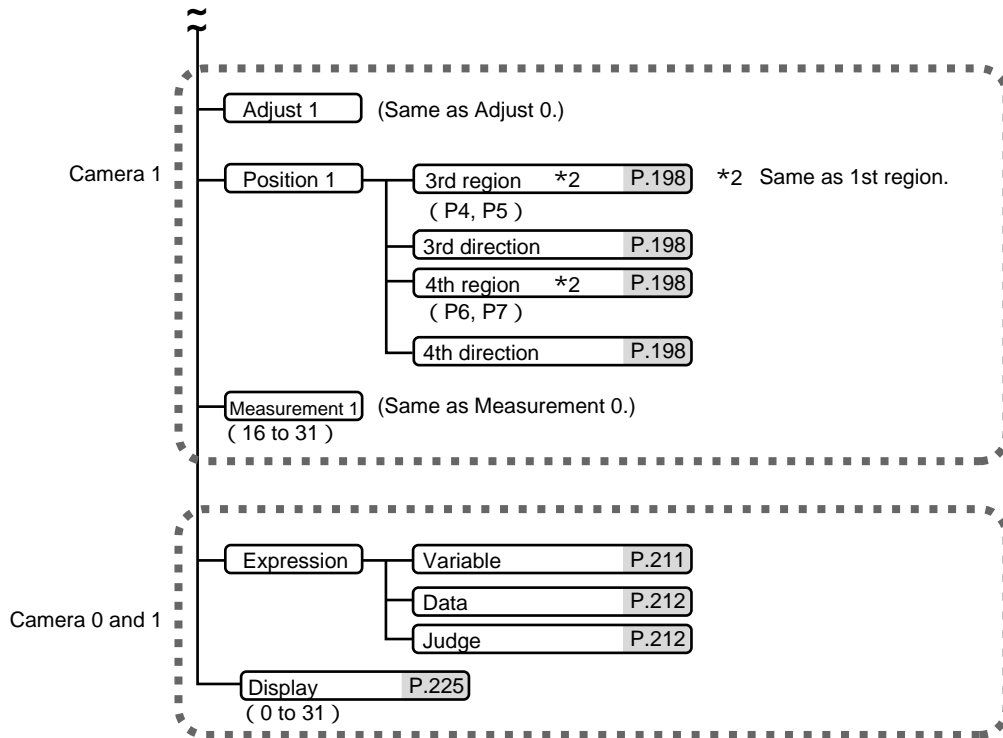 Adjust 1 (Same as Adjust 0.)
Camera 1 Position 1 3rd region *2 P.198 *2 Same as 1st region.
( P4, P5 )
3rd direction P.198
4th region *2 P.198
( P6, P7 )
4th direction P.198
Measurement 1 (Same as Measurement 0.)
( 16 to 31 )
Expression Variable P.211
Data P.212
Camera 0 and 1
Judge P.212
Display P.225
( 0 to 31 )